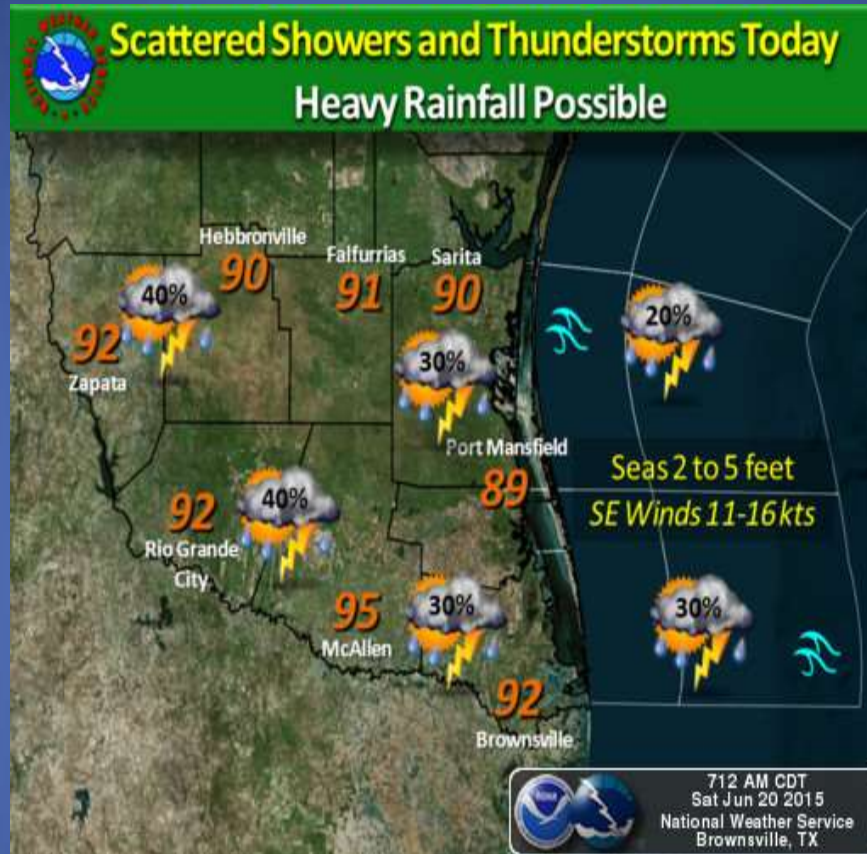 Scattered Showers and Thunderstorms Today
Heavy Rainfall Possible
Hebbronville
90
Falfurrias
91
Sarita
90
40%
92
Zapata
30%
20%
Port Mansfield
89
Seas 2 to 5 feet
SE Winds 11-16 kts
40%
92
Rio Grande
City
95
McAllen
30%
30%
92
Brownsville
712 AM CDT
Sat Jun 20 2015
National Weather Service
Brownsville, TX